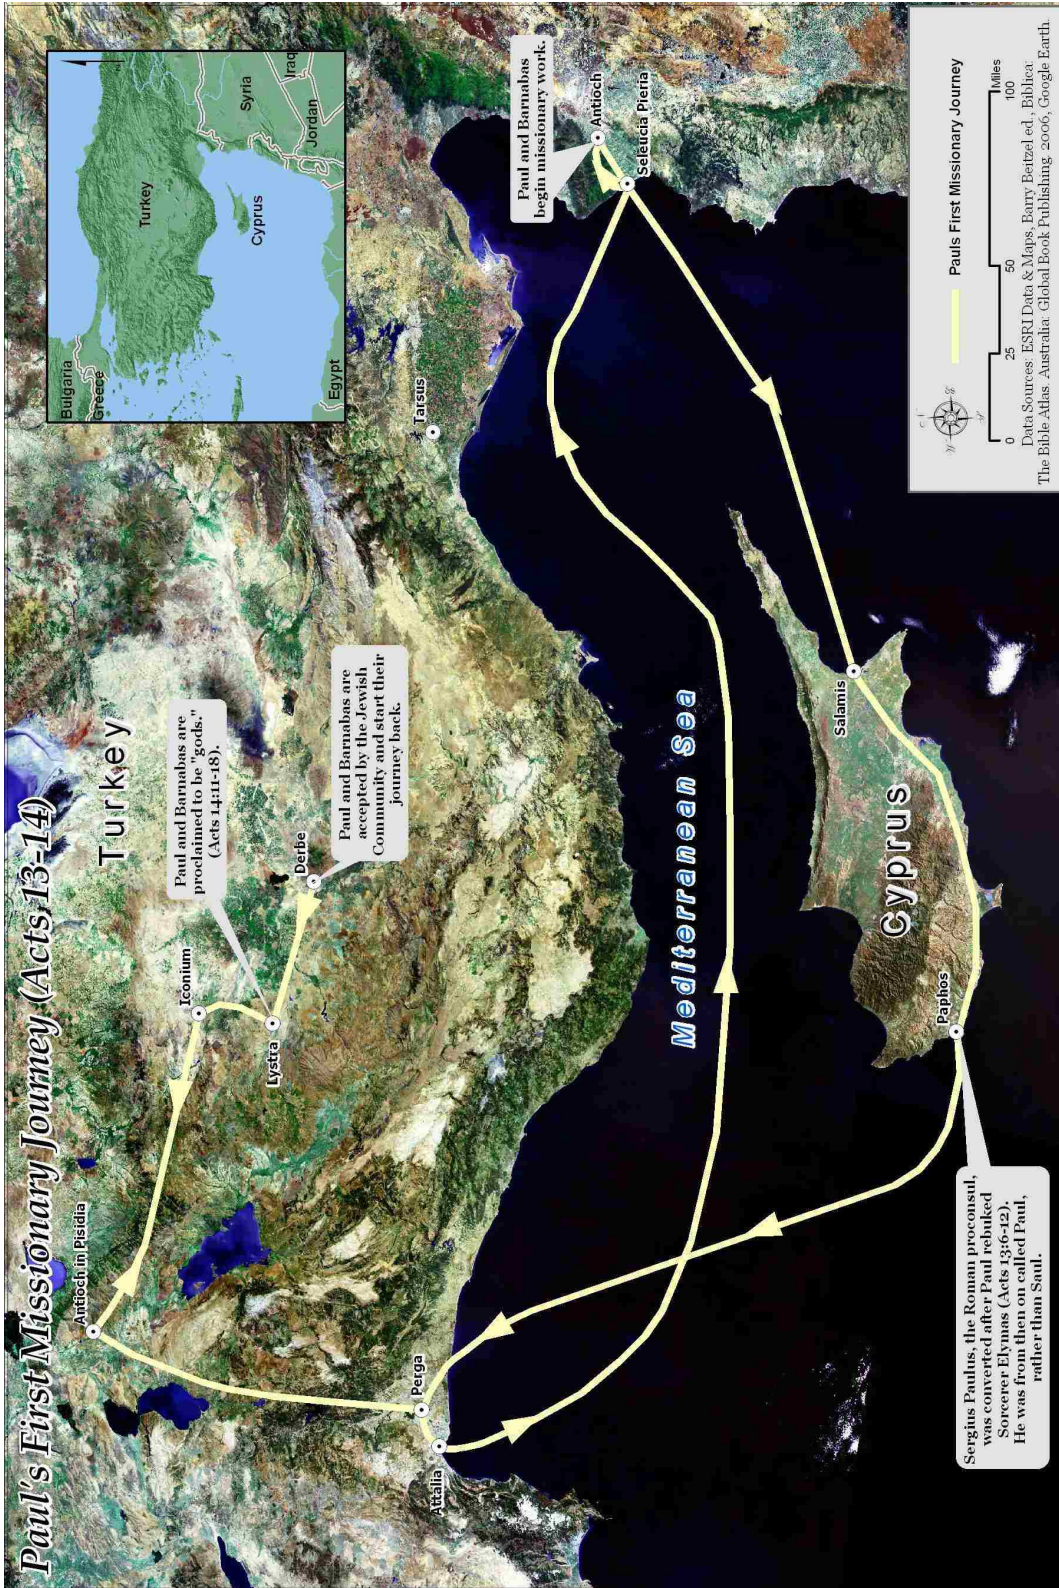 Paul's First Missionary Journey (Acts 13-14)
Bulgaria
Greece
Turkey
Cyprus
Syria
Iraq
Jordan
Egypt
Turkey
Antioch in Pisidia
Iconium
Lystra
Derbe
Paul and Barnabas are
proclaimed to be "gods."
(Acts 14:11-18).
Paul and Barnabas are
accepted by the Jewish
Community and start their
journey back.
Tarsus
Perga
Attalia
Paul and Barnabas
begin missionary work.
Antioch
Seleucia Pieria
Mediterranean Sea
Salamis
Cyprus
Paphos
Sergius Paulus, the Roman proconsul,
was converted after Paul rebuked
Sorcerer Elymas (Acts 13:6-12).
He was from then on called Paul,
rather than Saul.
Pauls First Missionary Journey
N
W
E
S
0 25 50 100
Miles
Data Sources: ESRI Data & Maps, Barry Beitzel ed., Biblica:
The Bible Atlas. Australia: Global Book Publishing, 2006, Google Earth.